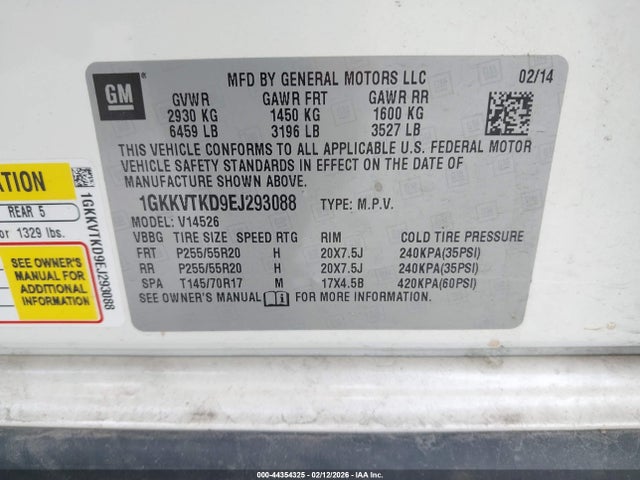 GM
MFD BY GENERAL MOTORS LLC 02/14
GVWR GAWR FRT GAWR RR
2930 KG 1450 KG 1600 KG
6459 LB 3196 LB 3527 LB
THIS VEHICLE CONFORMS TO ALL APPLICABLE U.S. FEDERAL MOTOR
VEHICLE SAFETY STANDARDS IN EFFECT ON THE DATE OF
MANUFACTURE SHOWN ABOVE.
1GKKVTKD9EJ293088 TYPE: M.P.V.
MODEL: V14526
VBBG TIRE SIZE SPEED RTG RIM COLD TIRE PRESSURE
FRT P255/55R20 H 20X7.5J 240KPA(35PSI)
RR P255/55R20 H 20X7.5J 240KPA(35PSI)
SPA T145/70R17 M 17X4.5B 420KPA(60PSI)
SEE OWNER'S MANUAL FOR MORE INFORMATION.
ATION
REAR 5
or 1329 lbs.
SEE OWNER'S
MANUAL FOR
ADDITIONAL
INFORMATION
1GKKVTKD9EJ293088
000-44354325 - 02/12/2026 - IAA Inc.